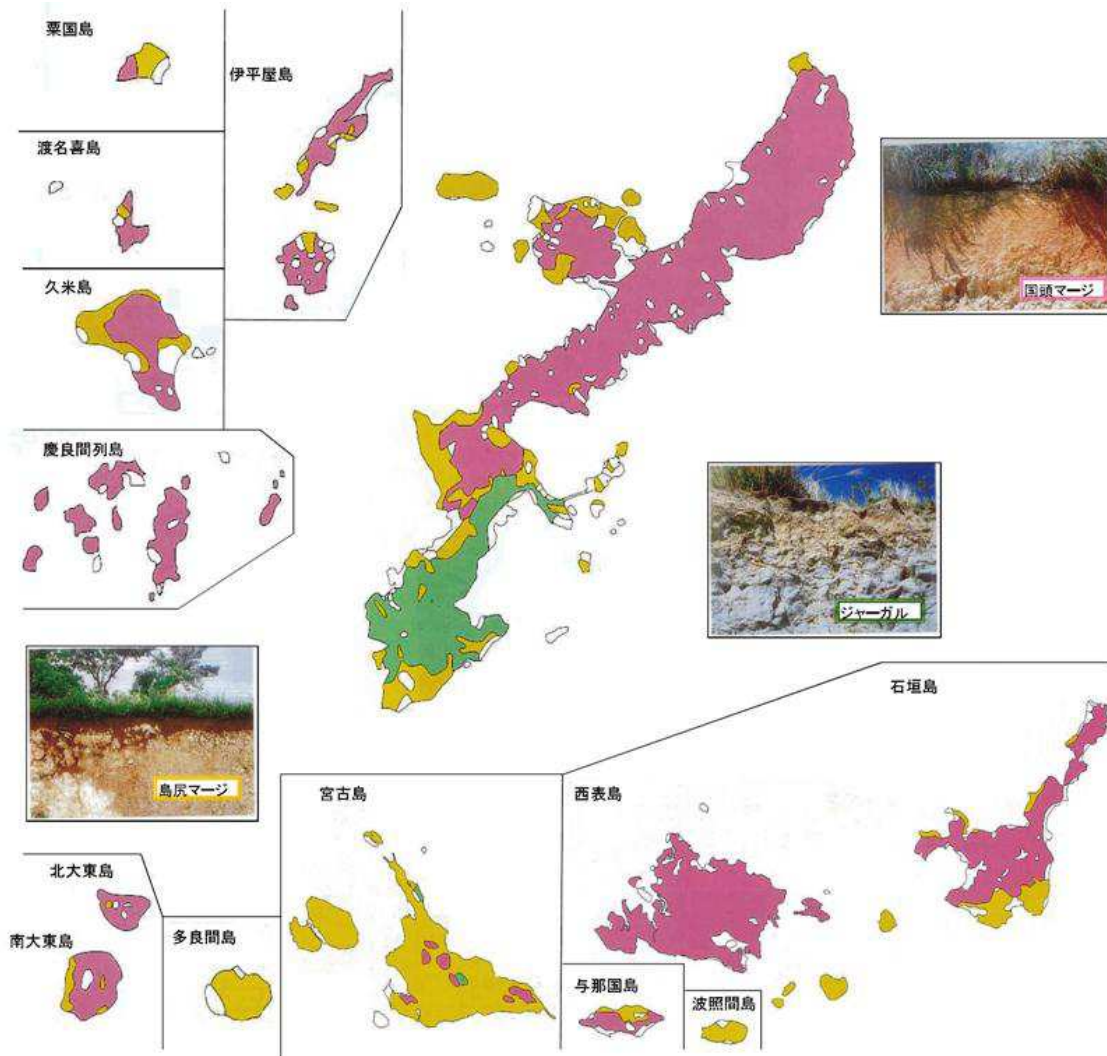 粟国島
伊平屋島
渡名喜島
久米島
慶良間列島
国頭マージ
ジャーガル
島尻マージ
石垣島
宮古島
西表島
北大東島
南大東島
多良間島
与那国島
波照間島